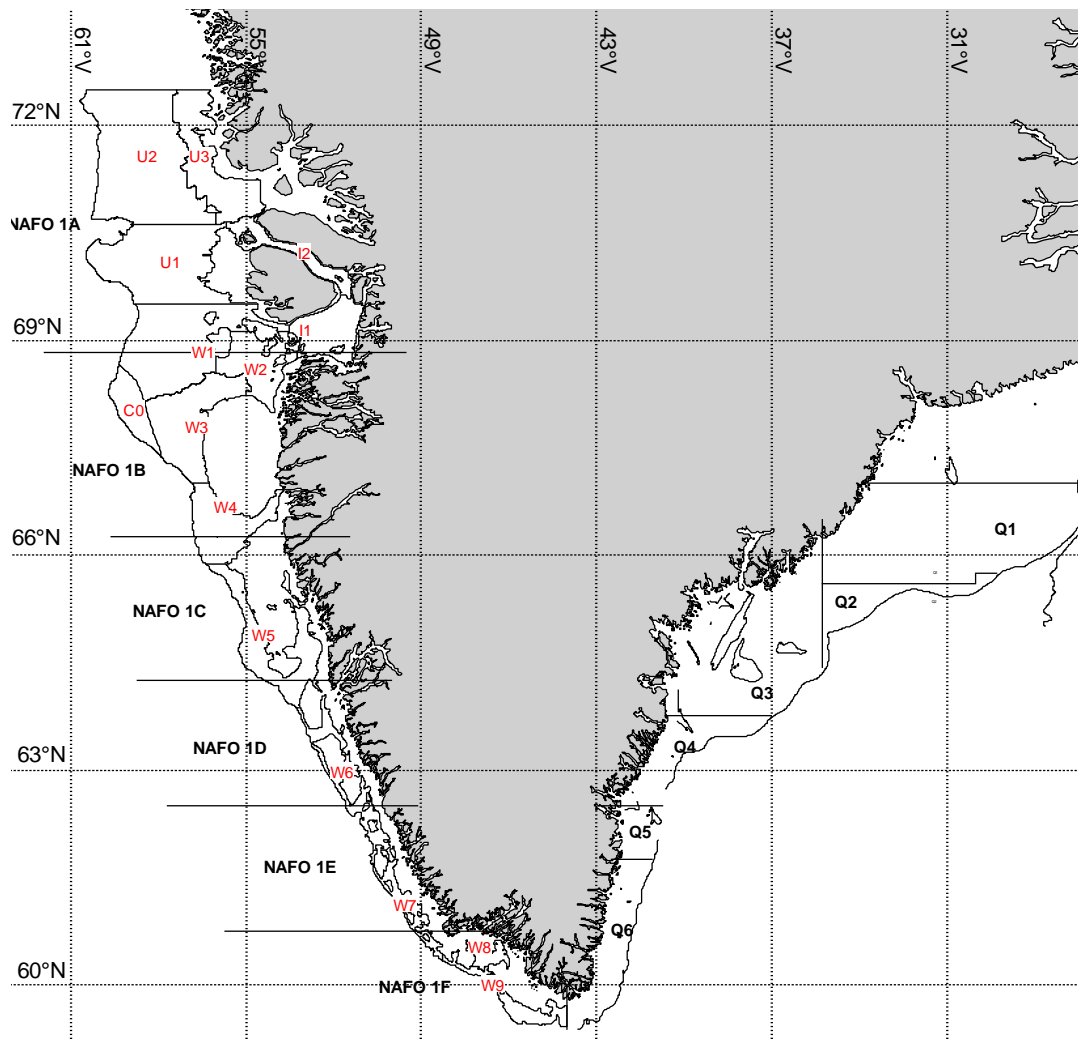 61°V
55°V
49°V
43°V
37°V
31°V
72°N
U2
U3
NAFO 1A
I2
U1
69°N
I1
W1
W2
C0
W3
NAFO 1B
W4
66°N
Q1
Q2
NAFO 1C
W5
Q3
NAFO 1D
Q4
63°N
W6
Q5
NAFO 1E
W7
Q6
W8
60°N
NAFO 1F
W9